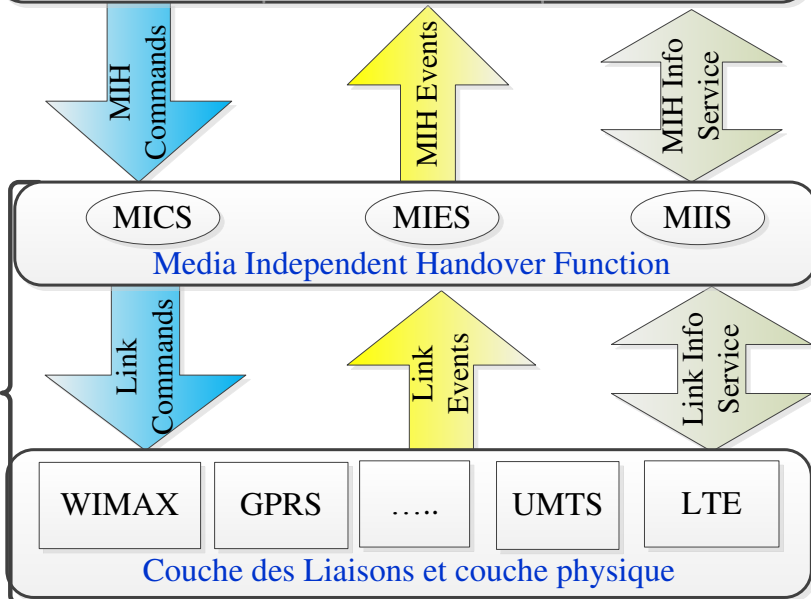 MIH
Commands
MIH Events
MIH Info
Service
MICS
MIES
MIIS
Media Independent Handover Function
Link
Commands
Link
Events
Link Info
Service
WIMAX
GPRS
.....
UMTS
LTE
Couche des Liaisons et couche physique